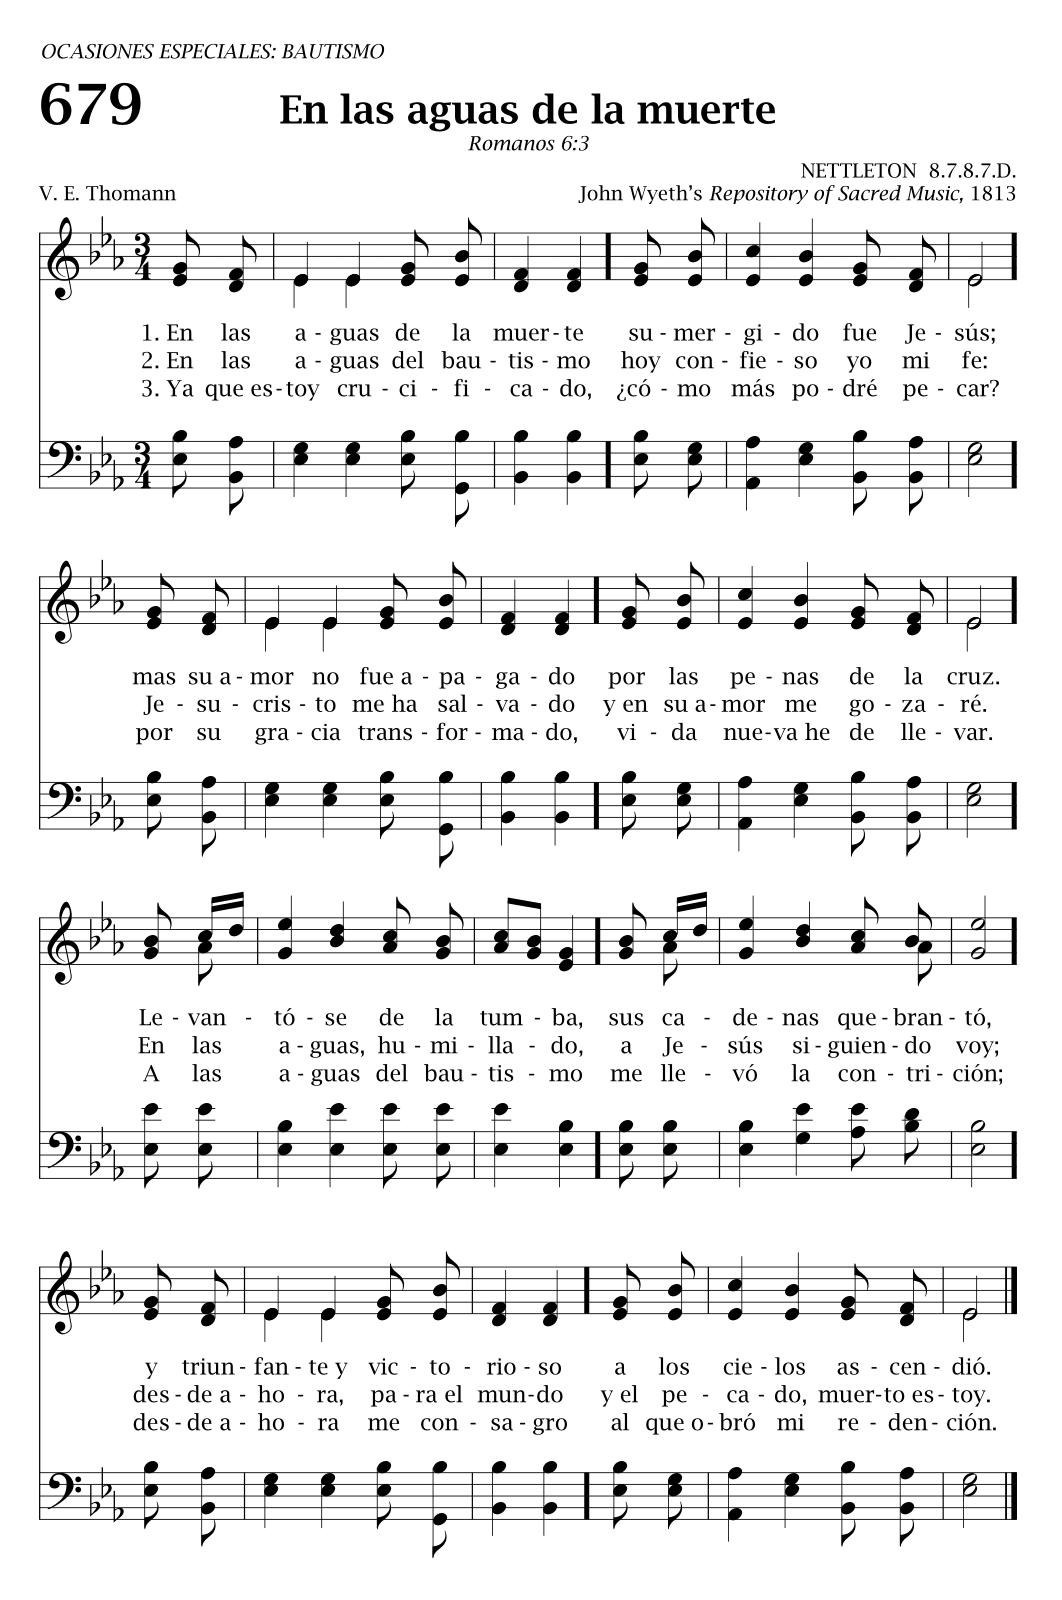 OCASIONES ESPECIALES: BAUTISMO
679 En las aguas de la muerte
Romanos 6:3
NETTLETON 8.7.8.7.D.
V. E. Thomann John Wyeth’s Repository of Sacred Music, 1813
3 4
1. En las a - guas de la muer - te su - mer - gi - do fue Je - sús;
2. En las a - guas del bau - tis - mo hoy con - fie - so yo mi fe:
3. Ya que es - toy cru - ci - fi - ca - do, ¿có - mo más po - dré pe - car?
3 4
mas su a - mor no fue a - pa - ga - do por las pe - nas de la cruz.
Je - su - cris - to me ha sal - va - do y en su a - mor me go - za - ré.
por su gra - cia trans - for - ma - do, vi - da nue - va he de lle - var.
Le - van - tó - se de la tum - ba, sus ca - de - nas que - bran - tó,
En las a - guas, hu - mi - lla - do, a Je - sús si - guien - do voy;
A las a - guas del bau - tis - mo me lle - vó la con - tri - ción;
y triun - fan - te y vic - to - rio - so a los cie - los as - cen - dió.
des - de a - ho - ra, pa - ra el mun - do y el pe - ca - do, muer - to es - toy.
des - de a - ho - ra me con - sa - gro al que o - bró mi re - den - ción.